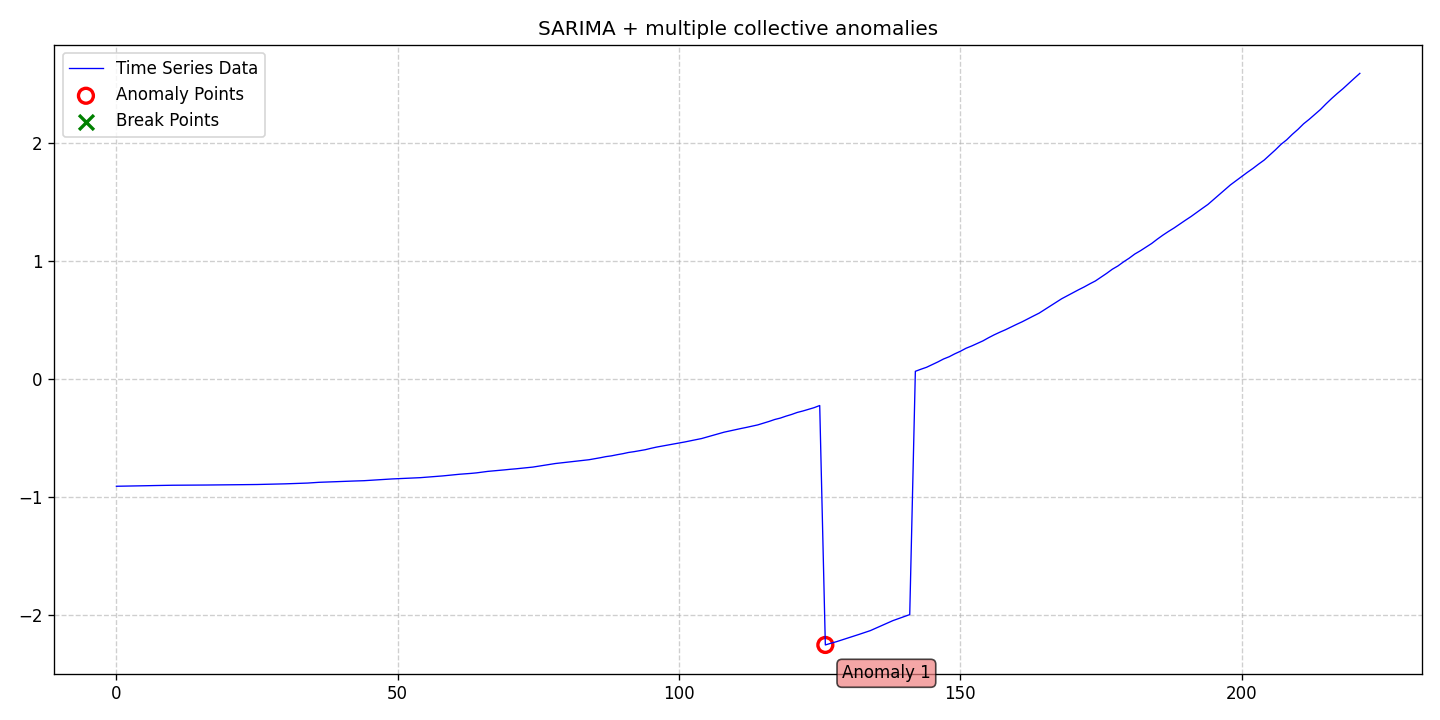 SARIMA + multiple collective anomalies
Time Series Data
Anomaly Points
Break Points
2
1
0
−1
−2
Anomaly 1
0
50
100
150
200